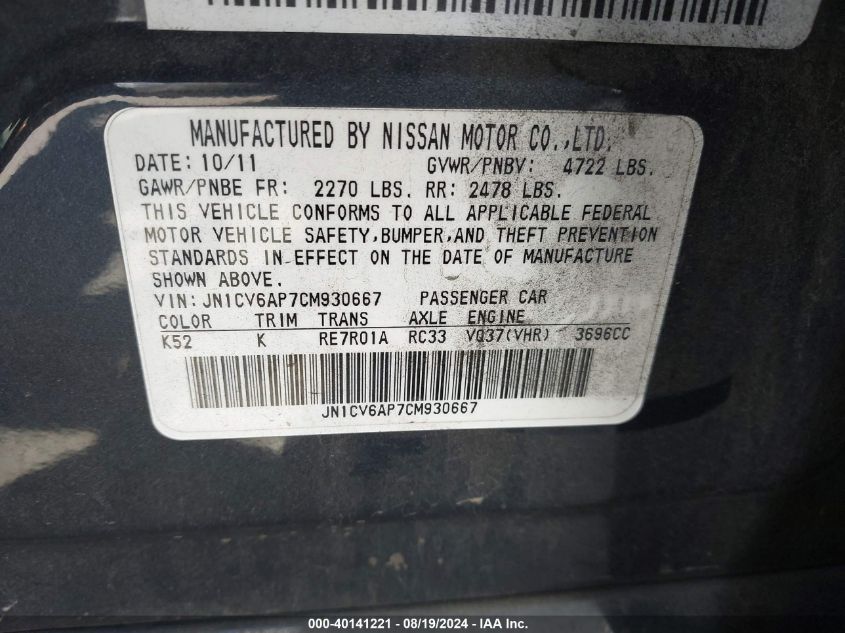 MANUFACTURED BY NISSAN MOTOR CO.,LTD.
DATE: 10/11 GVWR/PNBV: 4722 LBS.
GAWR/PNBE FR: 2270 LBS. RR: 2478 LBS.
THIS VEHICLE CONFORMS TO ALL APPLICABLE FEDERAL
MOTOR VEHICLE SAFETY,BUMPER,AND THEFT PREVENTION
STANDARDS IN EFFECT ON THE DATE OF MANUFACTURE
SHOWN ABOVE.
VIN: JN1CV6AP7CM930667 PASSENGER CAR
COLOR TRIM TRANS AXLE ENGINE
K52 K RE7R01A RC33 VQ37(VHR) 3696CC
JN1CV6AP7CM930667
000-40141221 - 08/19/2024 - IAA Inc.